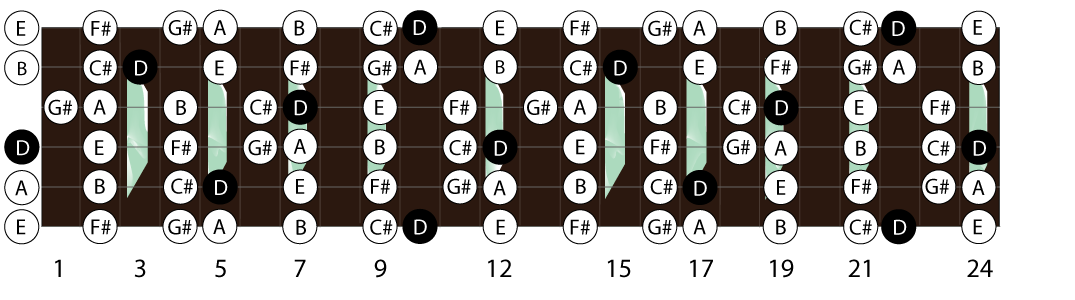 E F# G# A B C# D E F# G# A B C# D E
B C# D E F# G# A B C# D E F# G# A B
G# A B C# D E F# G# A B C# D E F#
D E F# G# A B C# D E F# G# A B C# D
A B C# D E F# G# A B C# D E F# G# A
E F# G# A B C# D E F# G# A B C# D E
1 3 5 7 9 12 15 17 19 21 24